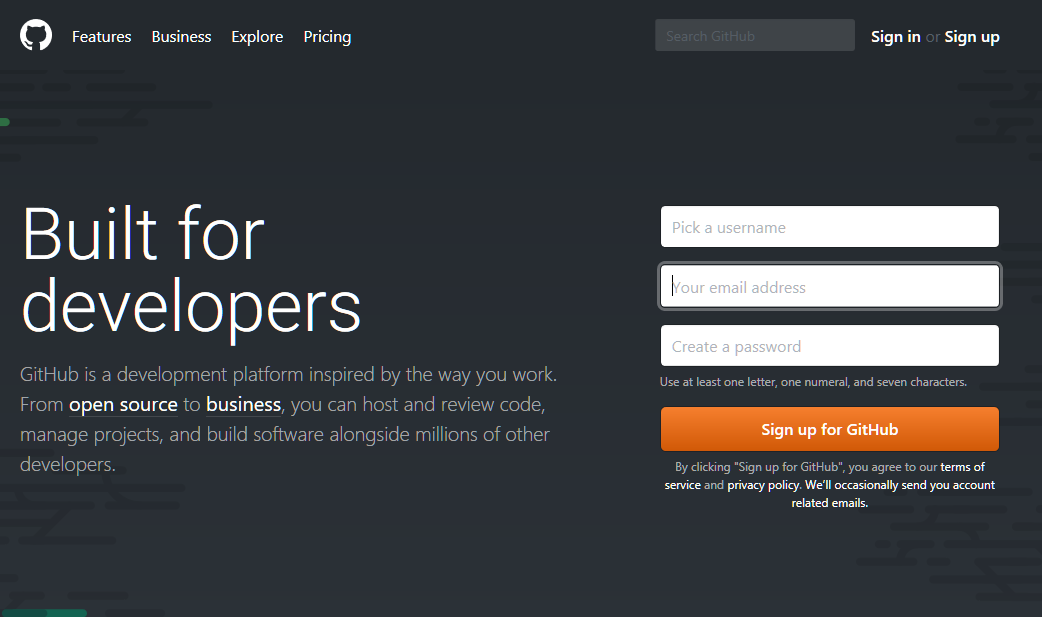 Features Business Explore Pricing Search GitHub Sign in or Sign up
Built for
developers
GitHub is a development platform inspired by the way you work.
From open source to business, you can host and review code,
manage projects, and build software alongside millions of other
developers.
Pick a username
Your email address
Create a password
Use at least one letter, one numeral, and seven characters.
Sign up for GitHub
By clicking "Sign up for GitHub", you agree to our terms of
service and privacy policy. We’ll occasionally send you account
related emails.